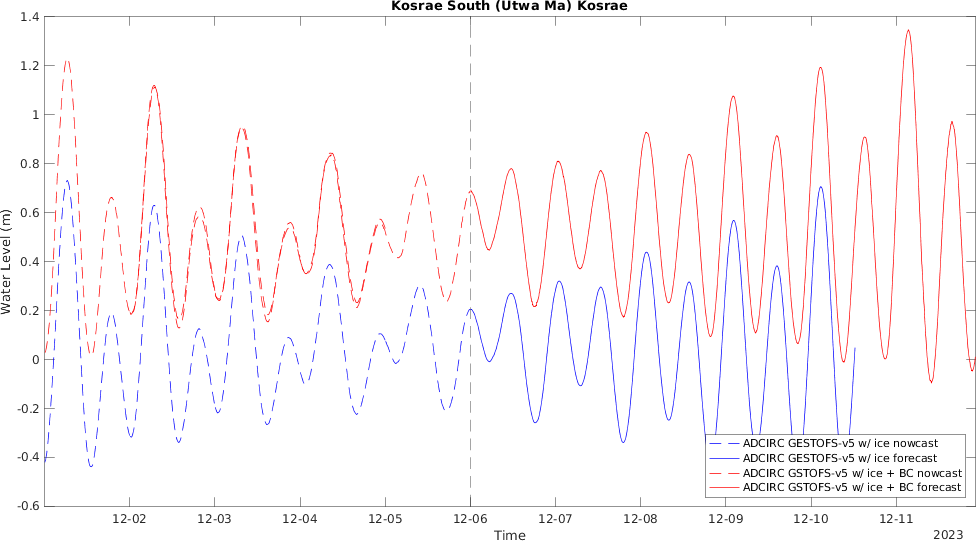 Kosrae South (Utwa Ma) Kosrae
1.4
1.2
1
0.8
0.6
0.4
0.2
0
-0.2
-0.4
-0.6
Water Level (m)
ADCIRC GESTOFS-v5 w/ ice nowcast
ADCIRC GESTOFS-v5 w/ ice forecast
ADCIRC GSTOFS-v5 w/ ice + BC nowcast
ADCIRC GSTOFS-v5 w/ ice + BC forecast
12-02 12-03 12-04 12-05 12-06 12-07 12-08 12-09 12-10 12-11
Time
2023